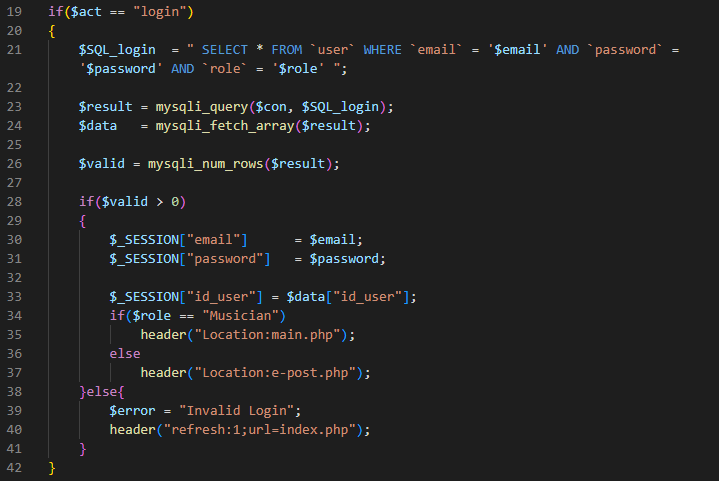 19 if($act == "login")
20 {
21     $SQL_login  = " SELECT * FROM `user` WHERE `email` = '$email' AND `password` =
    '$password' AND `role` = '$role' ";
22
23     $result = mysqli_query($con, $SQL_login);
24     $data   = mysqli_fetch_array($result);
25
26     $valid = mysqli_num_rows($result);
27
28     if($valid > 0)
29     {
30         $_SESSION["email"]      = $email;
31         $_SESSION["password"]   = $password;
32
33         $_SESSION["id_user"] = $data["id_user"];
34         if($role == "Musician")
35             header("Location:main.php");
36         else
37             header("Location:e-post.php");
38     }else{
39         $error = "Invalid Login";
40         header("refresh:1;url=index.php");
41     }
42 }